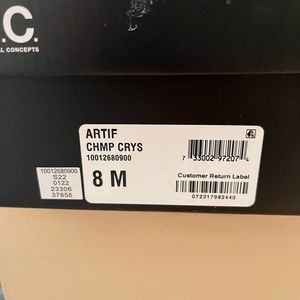 .C.
AL CONCEPTS
ARTIF
CHMP CRYS
10012680900
8 M
7 33002 97207 4
Customer Return Label
072317982440
10012680900
S22
0122
23306
37856